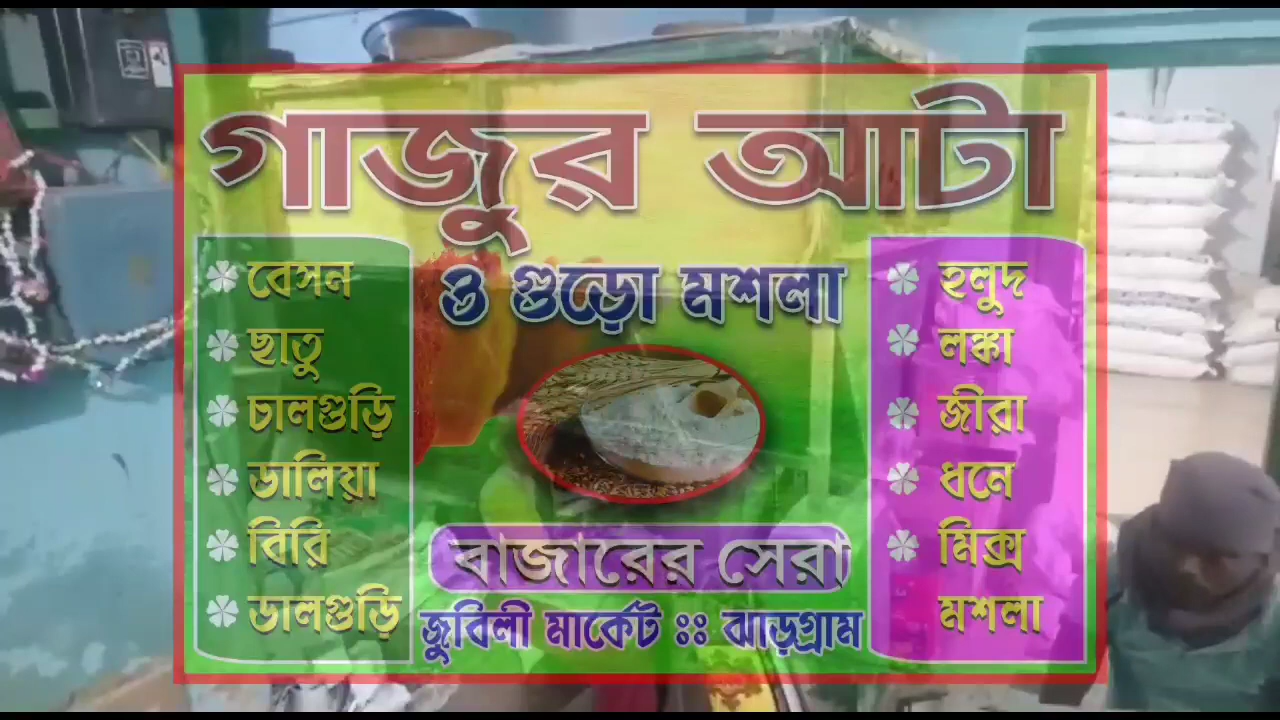 গাজুর আটা
ও গুড়ো মশলা
বেসন
ছাতু
চালগুড়ি
ডালিয়া
বিরি
ডালগুড়ি
হলুদ
লঙ্কা
জীরা
ধনে
মিক্স
মশলা
বাজারের সেরা
জুবিলী মার্কেট ঃঃ ঝাড়গ্রাম